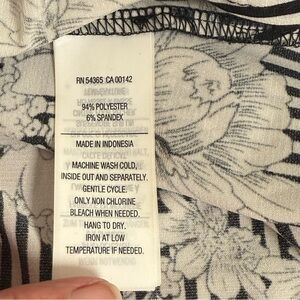 RN 54365 CA 00142
94% POLYESTER
6% SPANDEX
MADE IN INDONESIA
MACHINE WASH COLD,
INSIDE OUT AND SEPARATELY.
GENTLE CYCLE.
ONLY NON CHLORINE
BLEACH WHEN NEEDED.
HANG TO DRY.
IRON AT LOW
TEMPERATURE IF NEEDED.